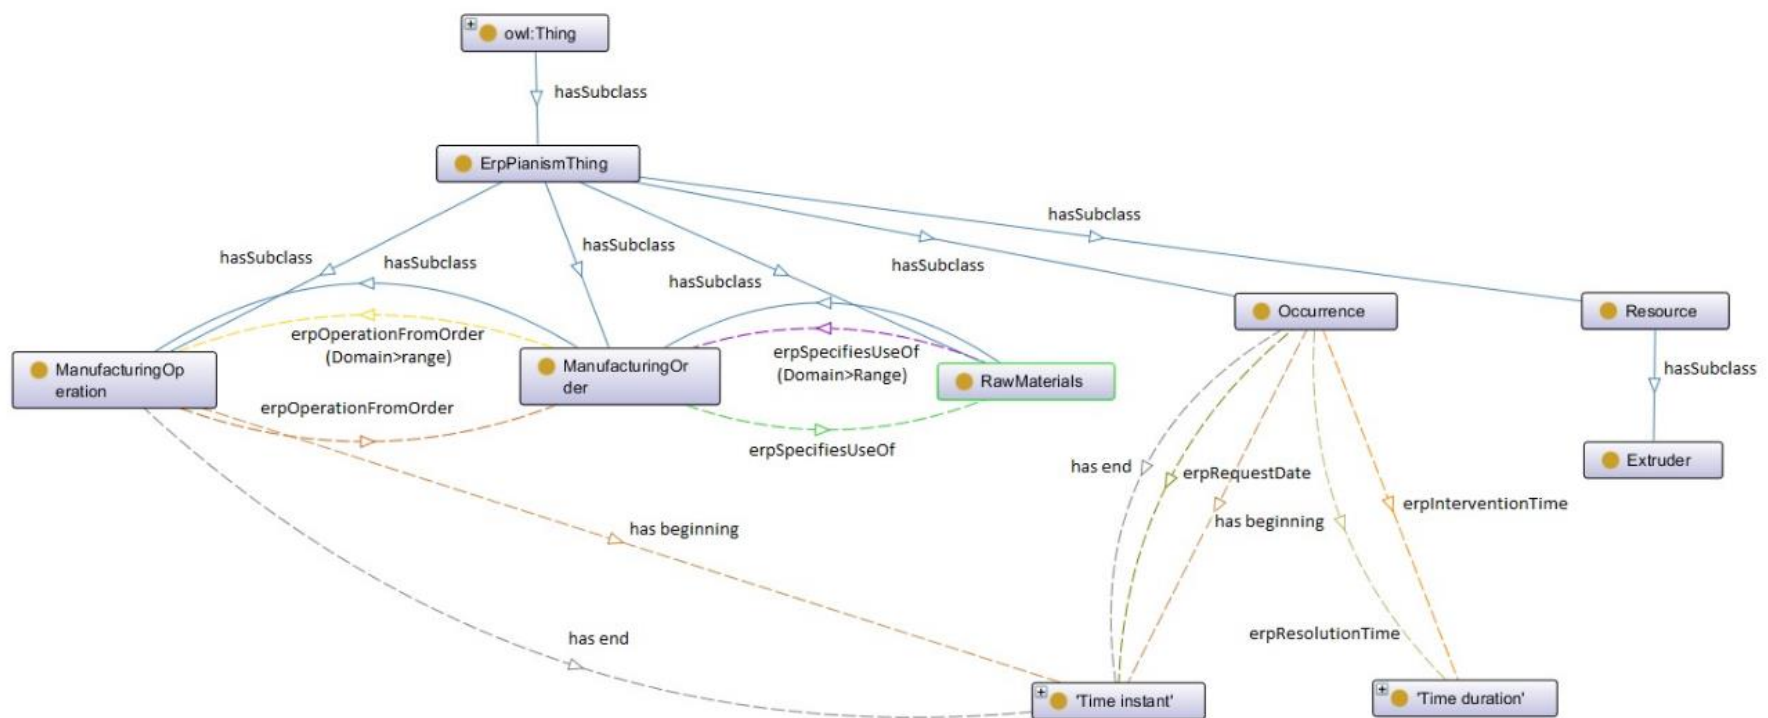 owl:Thing
hasSubclass
ErpPianismThing
hasSubclass
hasSubclass
hasSubclass
hasSubclass
hasSubclass
hasSubclass
Occurrence
Resource
erpOperationFromOrder
(Domain>range)
erpSpecifiesUseOf
(Domain>Range)
ManufacturingOp
eration
ManufacturingOr
der
RawMaterials
hasSubclass
erpOperationFromOrder
erpSpecifiesUseOf
Extruder
has end
erpRequestDate
erpInterventionTime
has beginning
has beginning
has end
erpResolutionTime
'Time instant'
'Time duration'